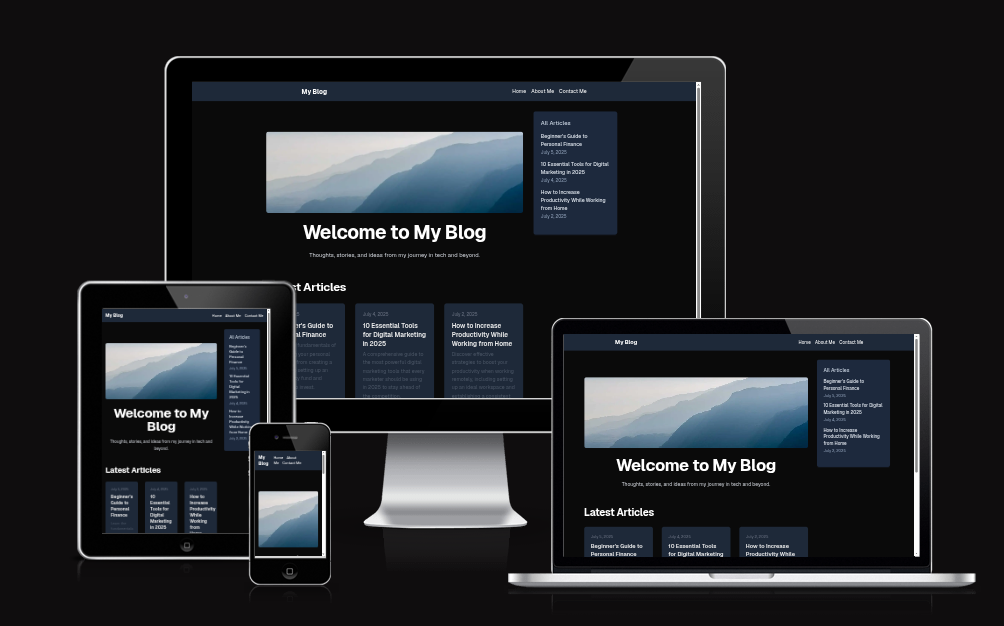 My Blog
Home About Me Contact Me
All Articles
Beginner's Guide to
Personal Finance
July 5, 2025
10 Essential Tools for Digital
Marketing in 2025
July 4, 2025
How to Increase
Productivity While Working
from Home
July 2, 2025
Welcome to My Blog
Thoughts, stories, and ideas from my journey in tech and beyond.
st Articles
er's Guide to
al Finance
July 4, 2025
10 Essential Tools
for Digital Marketing
in 2025
A comprehensive guide to
the most powerful digital
marketing tools that every
marketer should be using
in 2025 to stay ahead of
July 2, 2025
How to Increase
Productivity While
Working from Home
Discover effective
strategies to boost your
productivity when working
remotely, including setting
up an ideal workspace and
My Blog
Home About Me Contact Me
All Articles
Beginner's
Guide to
Personal
Finance
July 5, 2025
10 Essential
Tools for
Digital
Marketing in
2025
July 4, 2025
How to
Increase
Productivity
While Working
from Home
July 2, 2025
Welcome to My
Blog
Thoughts, stories, and ideas from my journey in tech and
beyond.
Latest Articles
July 5, 2025
Beginner's
Guide to
Personal
Finance
July 4, 2025
10
Essential
Tools for
Digital
Marketing
in 2025
July 2, 2025
How to
Increase
Productivity
While
Working
from
My
Blog
Home About
Me Contact Me
My Blog
Home About Me Contact Me
All Articles
Beginner's Guide to
Personal Finance
July 5, 2025
10 Essential Tools for Digital
Marketing in 2025
July 4, 2025
How to Increase
Productivity While Working
from Home
July 2, 2025
Welcome to My Blog
Thoughts, stories, and ideas from my journey in tech and beyond.
Latest Articles
July 5, 2025
Beginner's Guide to
Personal Finance
July 4, 2025
10 Essential Tools for
Digital Marketing in
July 2, 2025
How to Increase
Productivity While